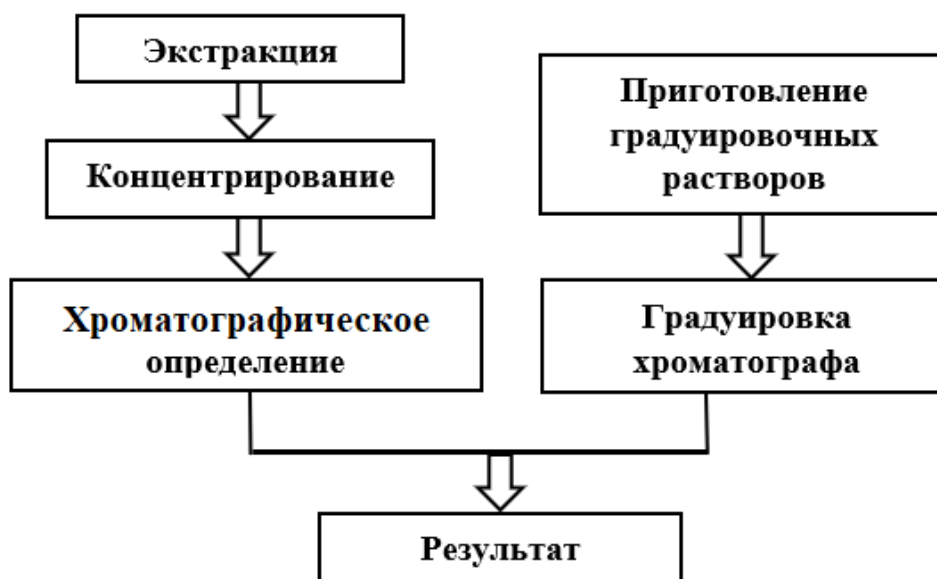 Экстракция
Концентрирование
Хроматографическое
определение
Приготовление
градуировочных
растворов
Градуировка
хроматографа
Результат